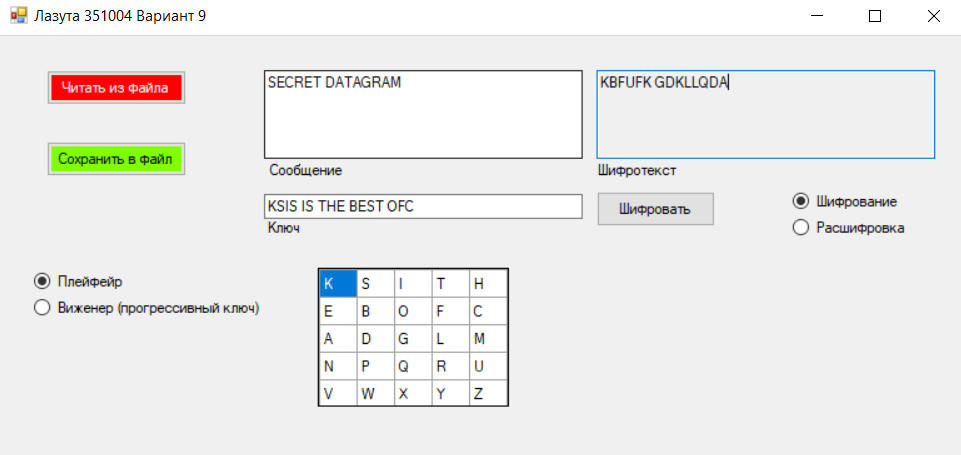 Лазута 351004 Вариант 9
Читать из файла
SECRET DATAGRAM
KBFUFK GDKLLQDA
Сохранить в файл
Сообщение
Шифротекст
KSIS IS THE BEST OFC
Ключ
Шифровать
Шифрование
Расшифровка
Плейфейр
Виженер (прогрессивный ключ)
K S I T H
E B O F C
A D G L M
N P Q R U
V W X Y Z